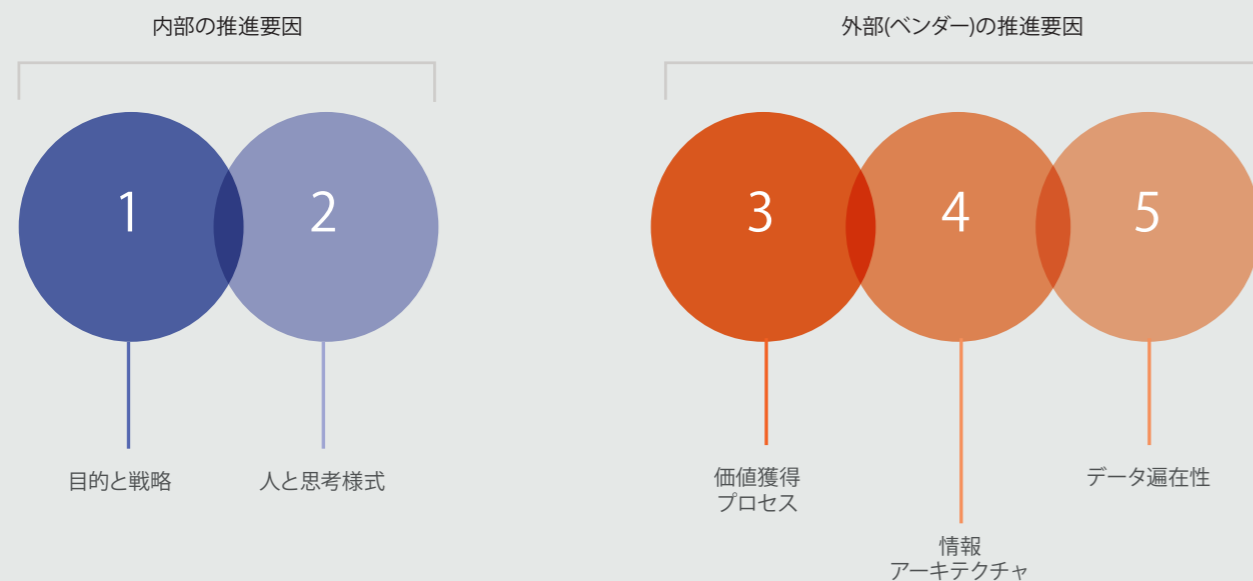 内部の推進要因
外部(ベンダー)の推進要因
1
2
3
4
5
目的と戦略
人と思考様式
価値獲得
プロセス
情報
アーキテクチャ
データ遍在性